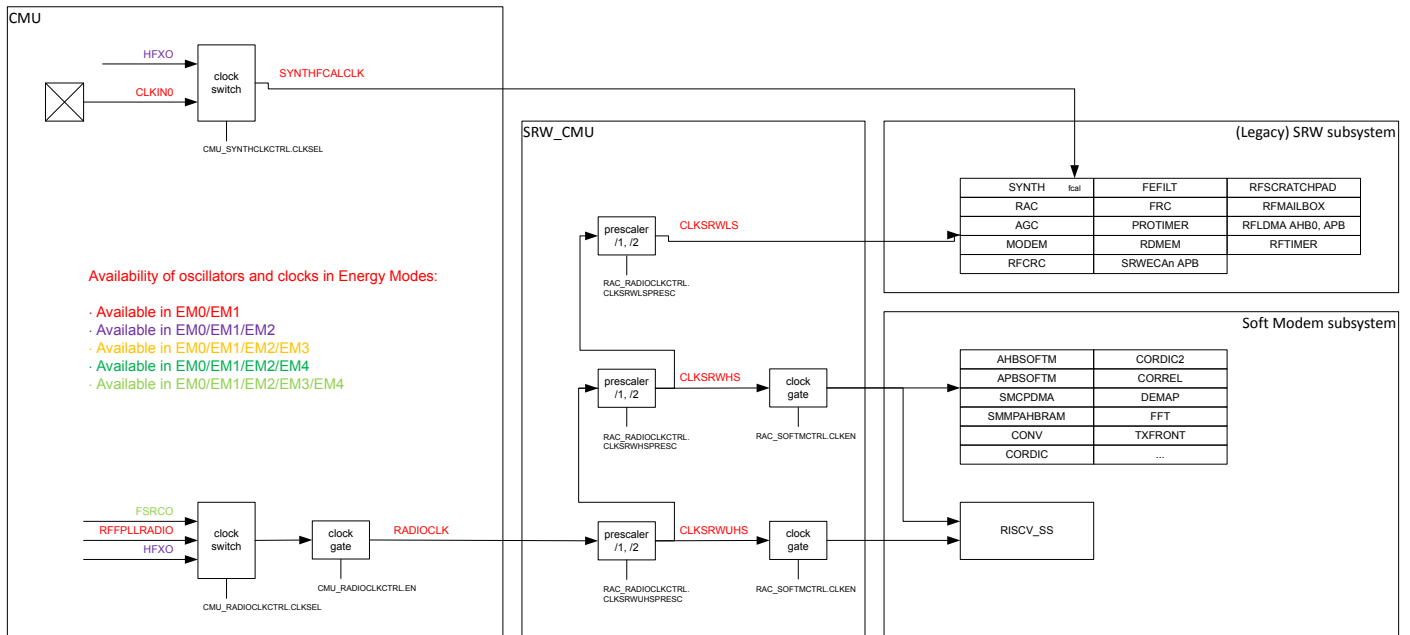 CMU
HFXO
CLKIN0
clock
switch
SYNTHFCALCLK
CMU_SYNTHCLKCTRL.CLKSEL
Availability of oscillators and clocks in Energy Modes:
· Available in EM0/EM1
· Available in EM0/EM1/EM2
· Available in EM0/EM1/EM2/EM3
· Available in EM0/EM1/EM2/EM4
· Available in EM0/EM1/EM2/EM3/EM4
FSRCO
RFFPLLRADIO
HFXO
clock
switch
CMU_RADIOCLKCTRL.CLKSEL
clock
gate
CMU_RADIOCLKCTRL.EN
RADIOCLK
SRW_CMU
prescaler
/1, /2
CLKSRWLS
RAC_RADIOCLKCTRL.
CLKSRWLSPRESC
prescaler
/1, /2
CLKSRWHS
RAC_RADIOCLKCTRL.
CLKSRWHSPRESC
clock
gate
RAC_SOFTMCTRL.CLKEN
prescaler
/1, /2
CLKSRWUHS
RAC_RADIOCLKCTRL.
CLKSRWUHSPRESC
clock
gate
RAC_SOFTMCTRL.CLKEN
(Legacy) SRW subsystem
SYNTH fcal FEFILT RFSCRATCHPAD
RAC FRC RFMAILBOX
AGC PROTIMER RFLDMA AHB0, APB
MODEM RDMEM RFTIMER
RFCRC SRWECAn APB
Soft Modem subsystem
AHBSOFTM CORDIC2
APBSOFTM CORREL
SMCPDMA DEMAP
SMMPAHBRAM FFT
CONV TXFRONT
CORDIC ...
RISCV_SS